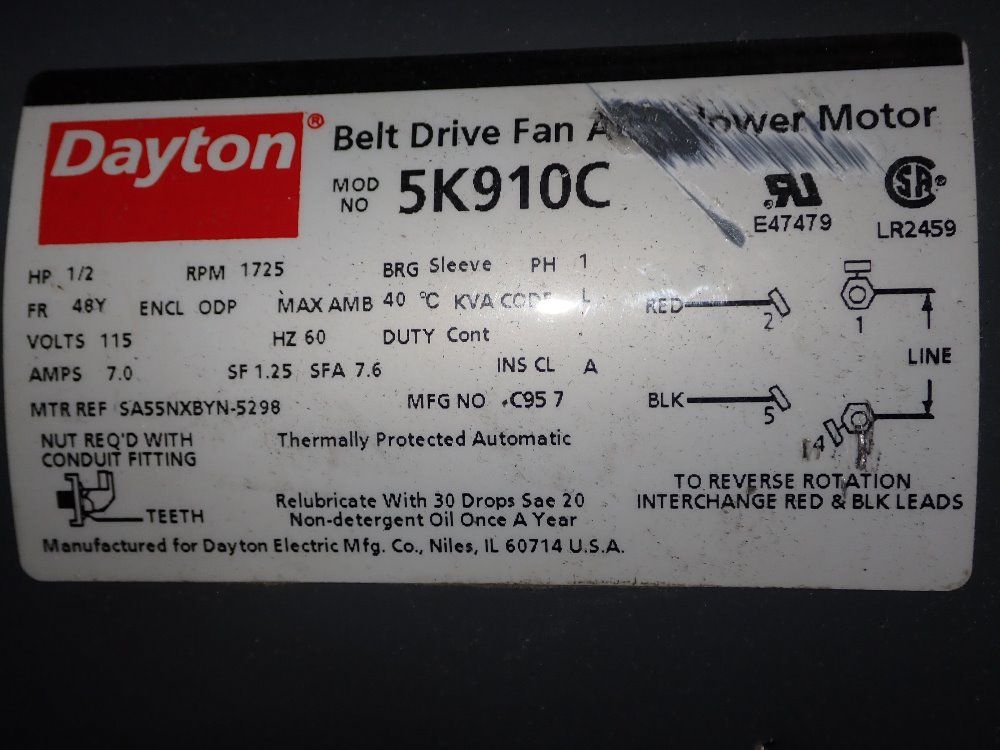 Dayton®
Belt Drive Fan Motor
MOD NO 5K910C
E47479
LR2459
HP 1/2 RPM 1725 BRG Sleeve PH 1
FR 48Y ENCL ODP MAX AMB 40 °C KVA CODE L
VOLTS 115 HZ 60 DUTY Cont
AMPS 7.0 SF 1.25 SFA 7.6 INS CL A
MTR REF SA55NXBYN-5298 MFG NO C95 7
NUT REQ'D WITH
CONDUIT FITTING
TEETH
Thermally Protected Automatic
Relubricate With 30 Drops Sae 20
Non-detergent Oil Once A Year
Manufactured for Dayton Electric Mfg. Co., Niles, IL 60714 U.S.A.
RED 2 1
LINE
BLK 5 4
TO REVERSE ROTATION
INTERCHANGE RED & BLK LEADS